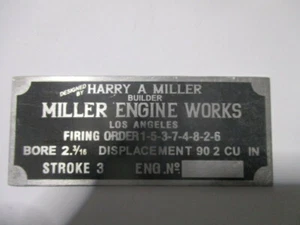 DESIGNED BY HARRY A MILLER
BUILDER
MILLER ENGINE WORKS
LOS ANGELES
FIRING ORDER 1-5-3-7-4-8-2-6
BORE 2.3/16 DISPLACEMENT 90 2 CU IN
STROKE 3 ENG.No